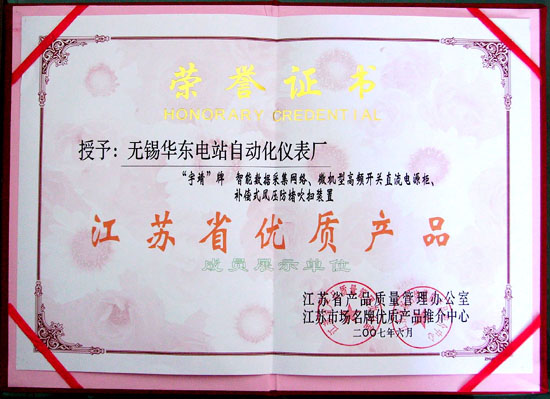 荣誉证书
HONORARY CREDENTIAL
授予：无锡华东电站自动化仪表厂
“宇靖”牌 智能数据采集网络、微机型高频开关直流电源柜、
补偿式风压防堵吹扫装置
江苏省优质产品
成员展示单位
江苏省产品质量管理办公室
江苏市场名牌优质产品推介中心
二〇〇七年六月